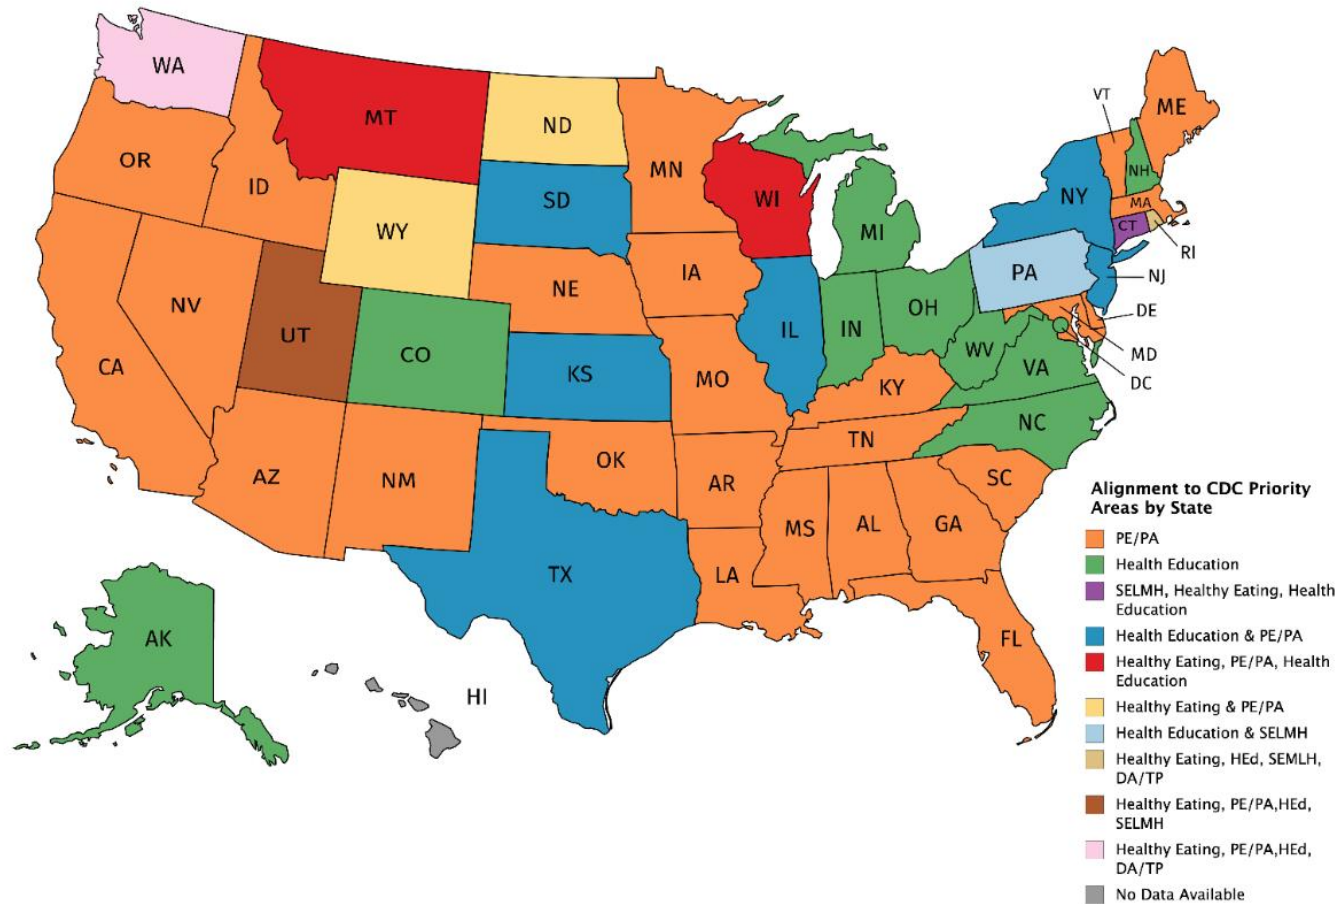 WA
MT
ND
MN
VT
ME
OR
ID
SD
WI
NH
WY
NY
MA
MI
CT
RI
NE
IA
PA
NJ
NV
UT
CO
IL
IN
OH
DE
CA
KS
MO
WV
VA
MD
KY
DC
AZ
NM
OK
TN
NC
AR
SC
MS
AL
GA
TX
LA
FL
AK
HI
Alignment to CDC Priority
Areas by State
PE/PA
Health Education
SELMH, Healthy Eating, Health
Education
Health Education & PE/PA
Healthy Eating, PE/PA, Health
Education
Healthy Eating & PE/PA
Health Education & SELMH
Healthy Eating, HEd, SEMLH,
DA/TP
Healthy Eating, PE/PA,HEd,
SELMH
Healthy Eating, PE/PA,HEd,
DA/TP
No Data Available